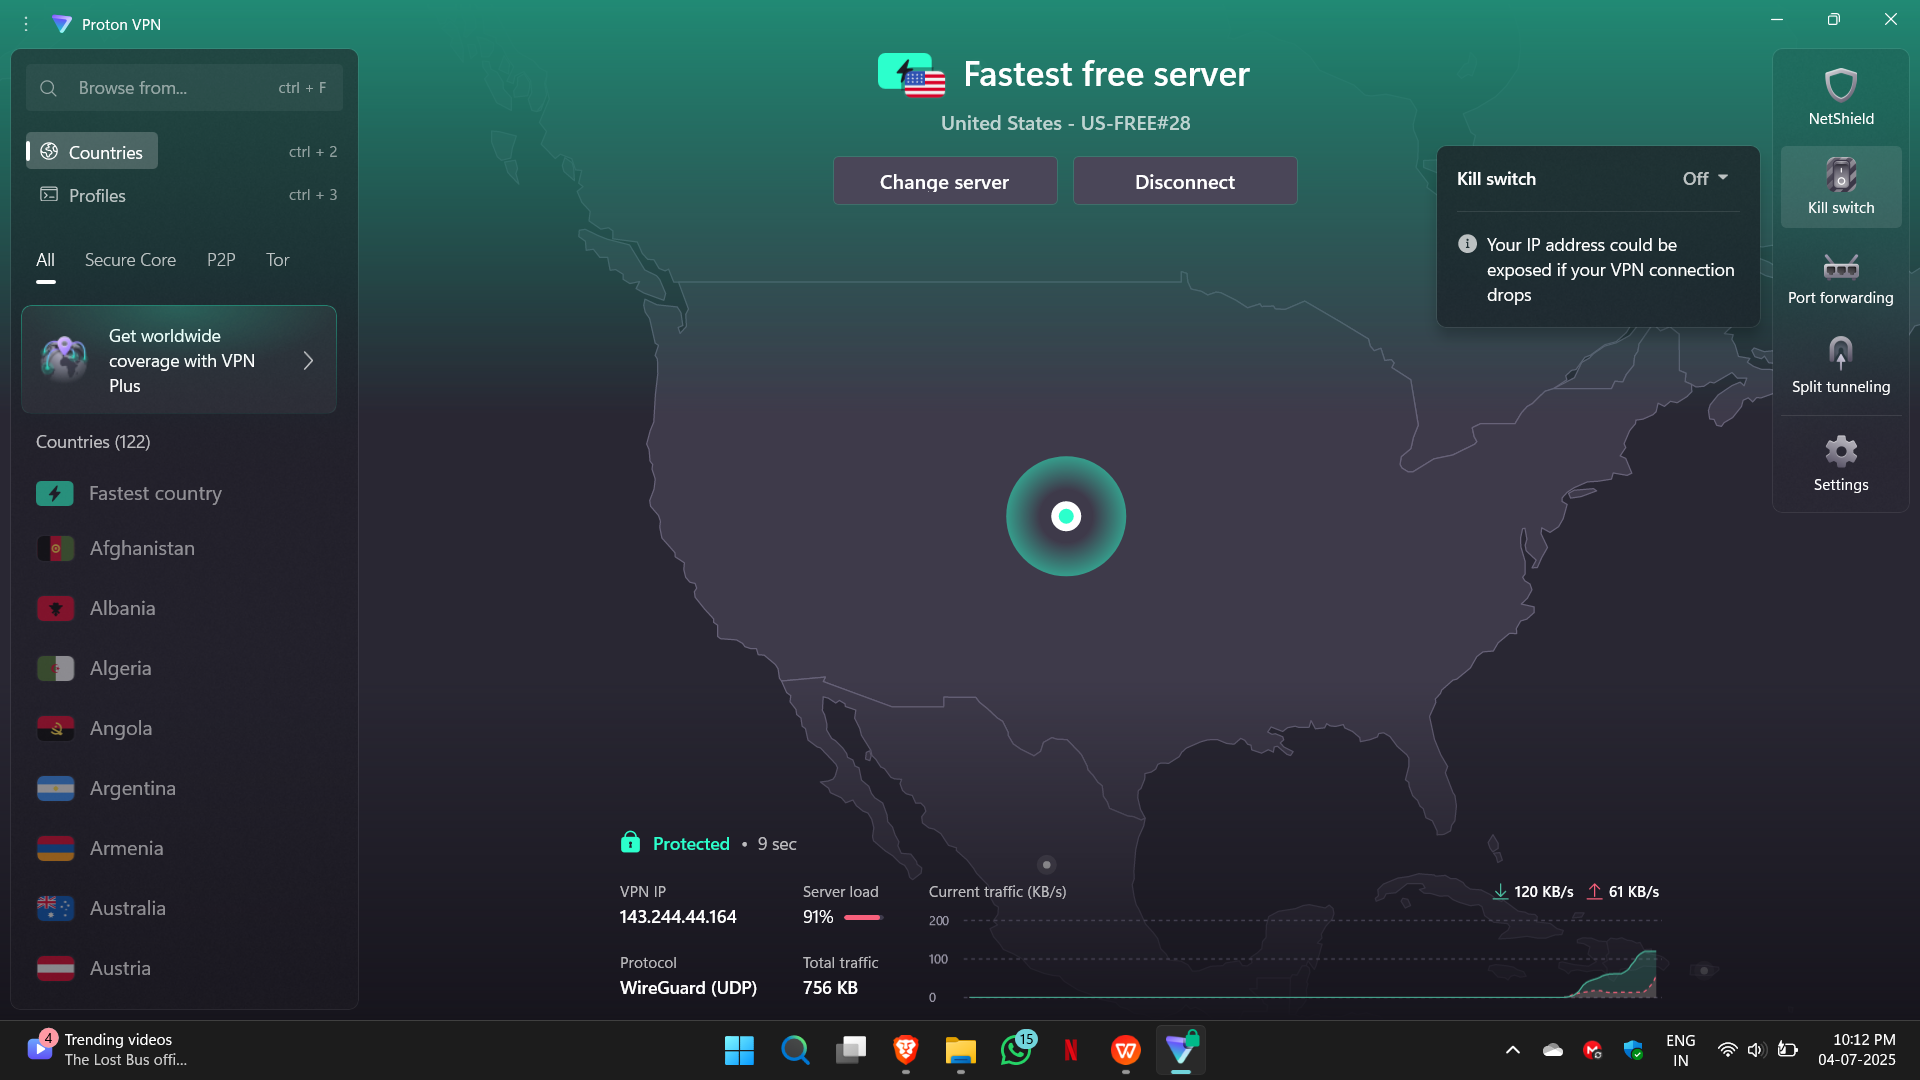 Proton VPN
Browse from...
ctrl + F
Countries
ctrl + 2
Profiles
ctrl + 3
All
Secure Core
P2P
Tor
Get worldwide
coverage with VPN
Plus
Countries (122)
Fastest country
Afghanistan
Albania
Algeria
Angola
Argentina
Armenia
Australia
Austria
Fastest free server
United States - US-FREE#28
Change server
Disconnect
Kill switch
Off
Your IP address could be
exposed if your VPN connection
drops
NetShield
Kill switch
Port forwarding
Split tunneling
Settings
Protected • 9 sec
VPN IP
143.244.44.164
Server load
91%
Protocol
WireGuard (UDP)
Total traffic
756 KB
Current traffic (KB/s)
120 KB/s
61 KB/s
200
100
0
4
Trending videos
The Lost Bus offi...
15
ENG
IN
10:12 PM
04-07-2025